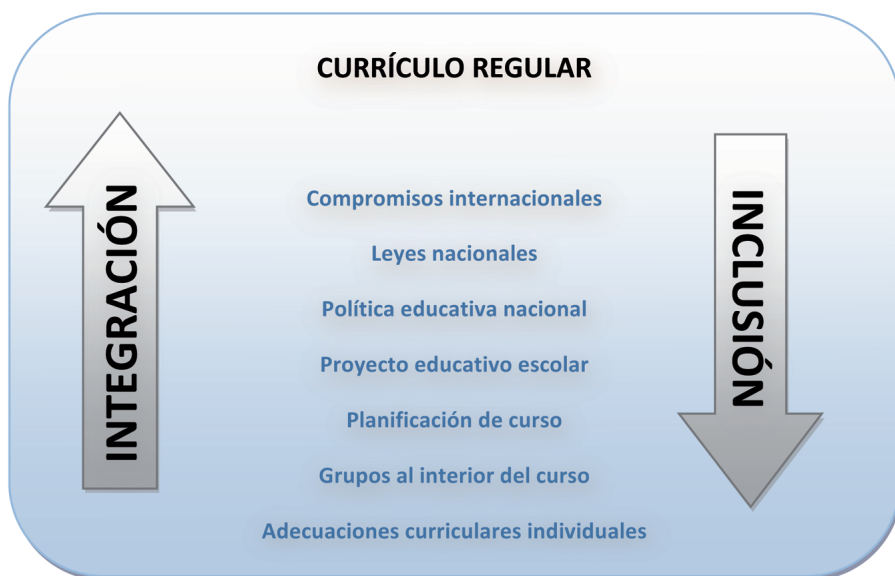 CURRÍCULO REGULAR
INTEGRACIÓN
Compromisos internacionales
Leyes nacionales
Política educativa nacional
Proyecto educativo escolar
Planificación de curso
Grupos al interior del curso
Adecuaciones curriculares individuales
INCLUSIÓN